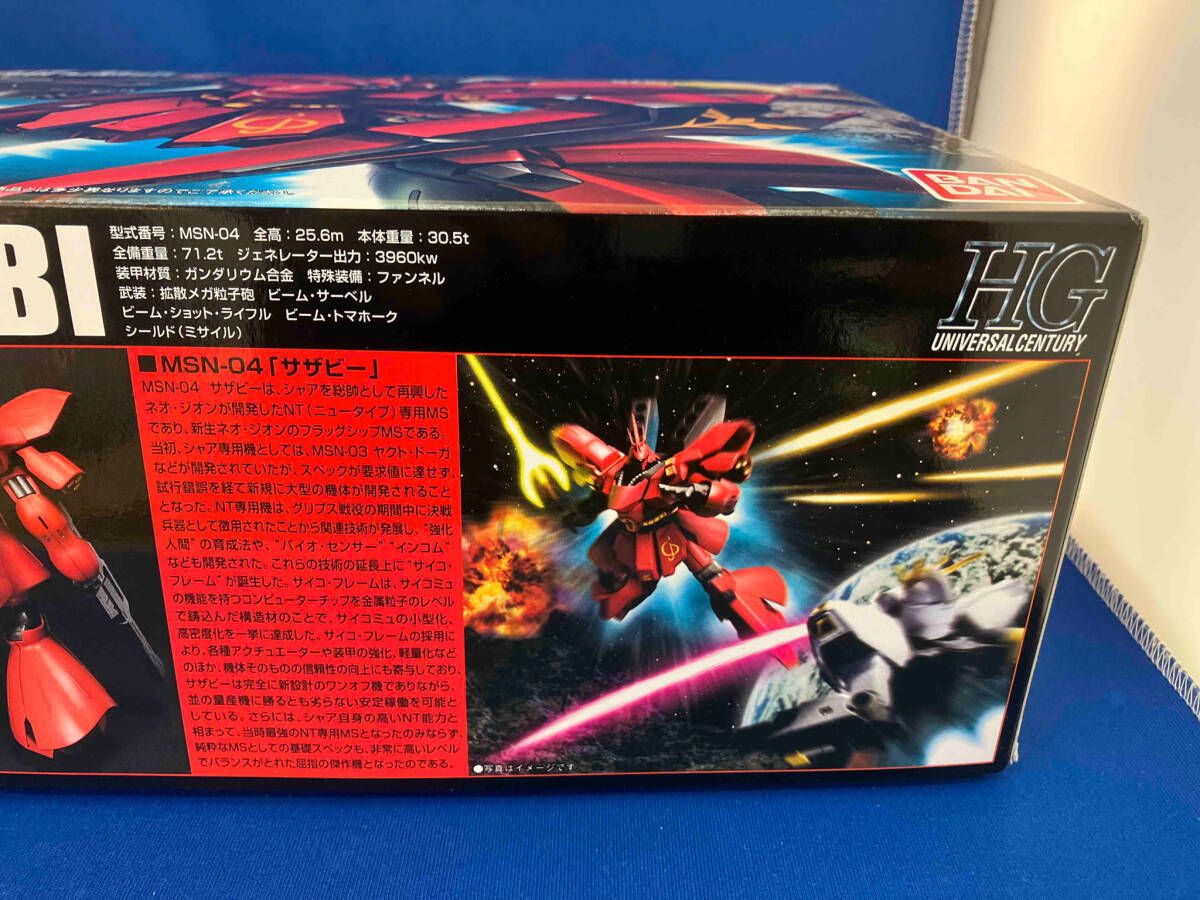 BAN
DAI
BI
型式番号：MSN-04　全高：25.6m　本体重量：30.5t
全備重量：71.2t　ジェネレーター出力：3960kw
装甲材質：ガンダリウム合金　特殊装備：ファンネル
武装：拡散メガ粒子砲　ビーム・サーベル
ビーム・ショット・ライフル　ビーム・トマホーク
シールド（ミサイル）
HG
UNIVERSAL CENTURY
■MSN-04「サザビー」
MSN-04　サザビーは、シャアを総帥として再興した
ネオ・ジオンが開発したNT（ニュータイプ）専用MS
であり、新生ネオ・ジオンのフラッグシップMSである。
当初、シャア専用機としては、MSN-03 ヤクト・ドーガ
などが開発されていたが、スペックが要求値に達せず、
試行錯誤を経て新規に大型の機体が開発されること
となった。NT専用機は、グリプス戦役の期間中に決戦
兵器として徴用されたことから関連技術が発展し、“強化
人間” の育成法や、“バイオ・センサー” “インコム”
なども開発された。これらの技術の延長上に “サイコ・
フレーム” が誕生した。サイコ・フレームは、サイコミュ
の機能を持つコンピューターチップを金属粒子のレベル
で鋳込んだ構造材のことで、サイコミュの小型化、
高密度化を一挙に達成した。サイコ・フレームの採用に
より、各種アクチュエーターや装甲の強化、軽量化など
のほか、機体そのものの信頼性の向上にも寄与しており、
サザビーは完全に新設計のワンオフ機でありながら、
並の量産機に勝るとも劣らない安定稼働を可能と
している。さらには、シャア自身の高いNT能力と
相まって、当時最強のNT専用MSとなったのみならず、
純粋なMSとしての基礎スペックも、非常に高いレベル
でバランスがとれた屈指の傑作機となったのである。
●写真はイメージです